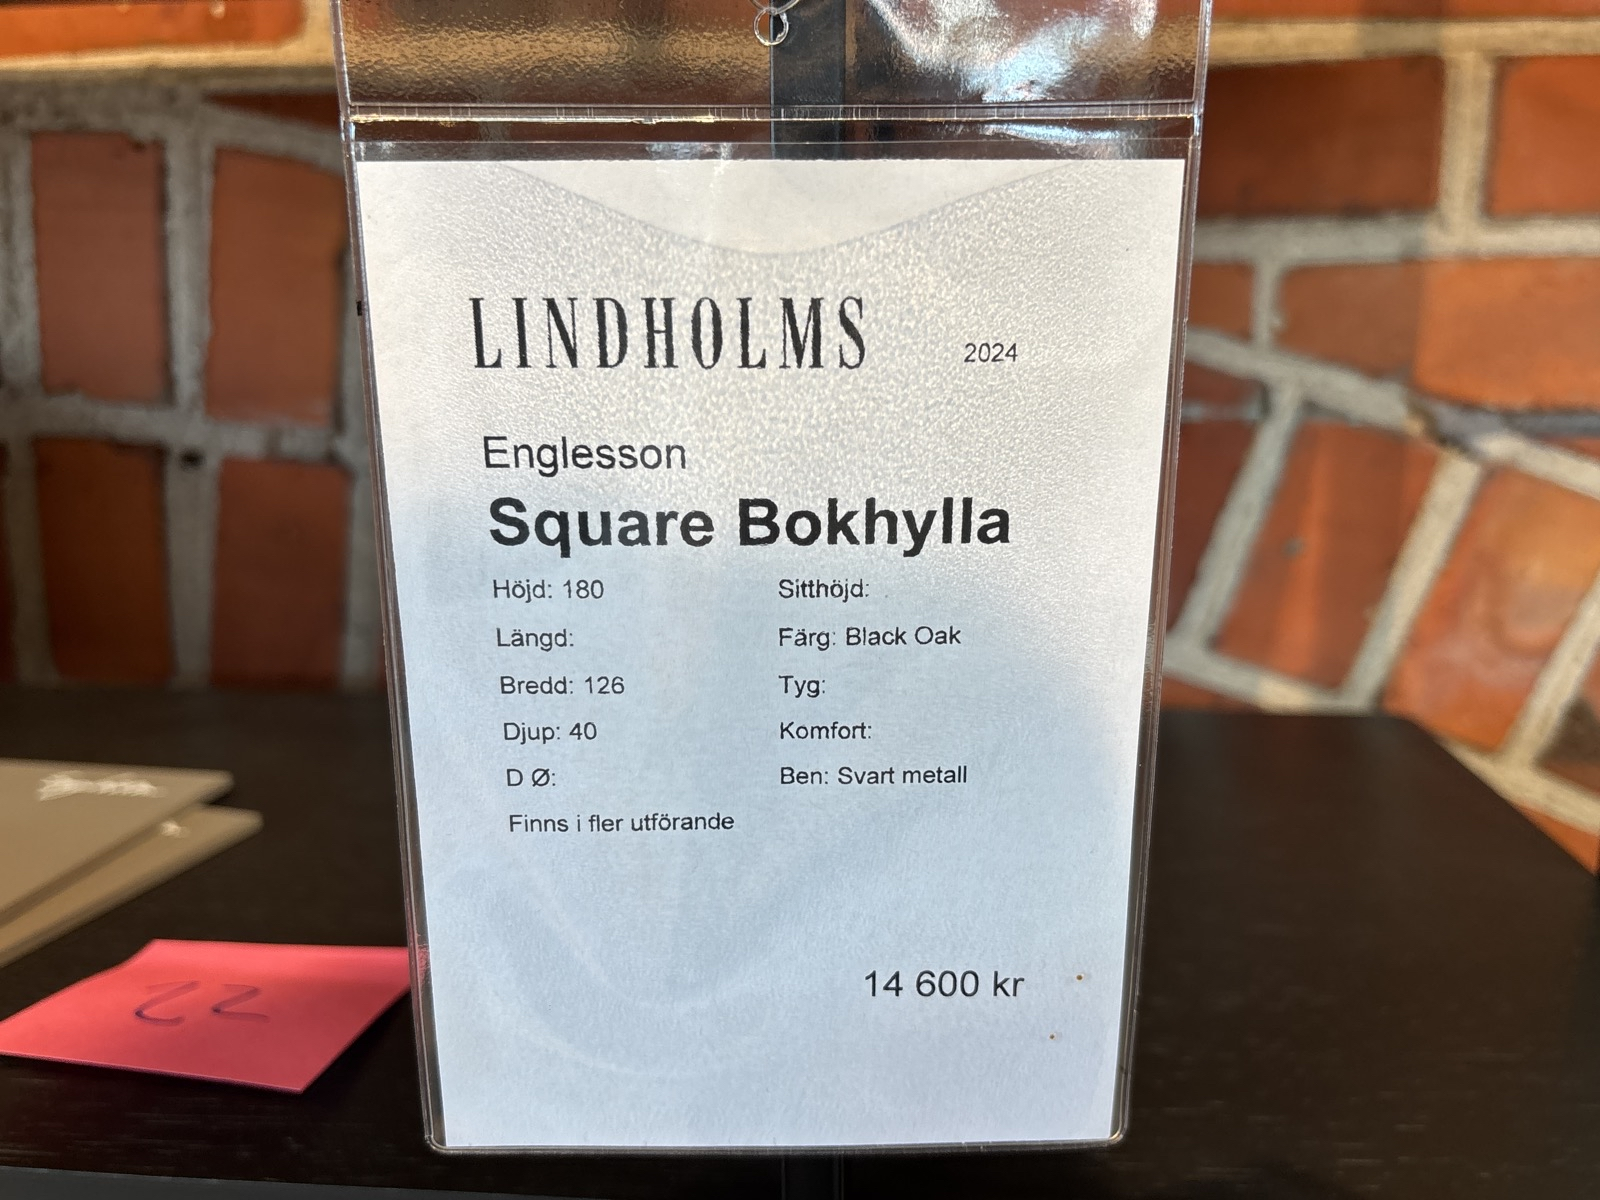 LINDHOLMS 2024
Englesson
Square Bokhylla
Höjd: 180 Sitthöjd:
Längd: Färg: Black Oak
Bredd: 126 Tyg:
Djup: 40 Komfort:
D Ø: Ben: Svart metall
Finns i fler utförande
14 600 kr
22